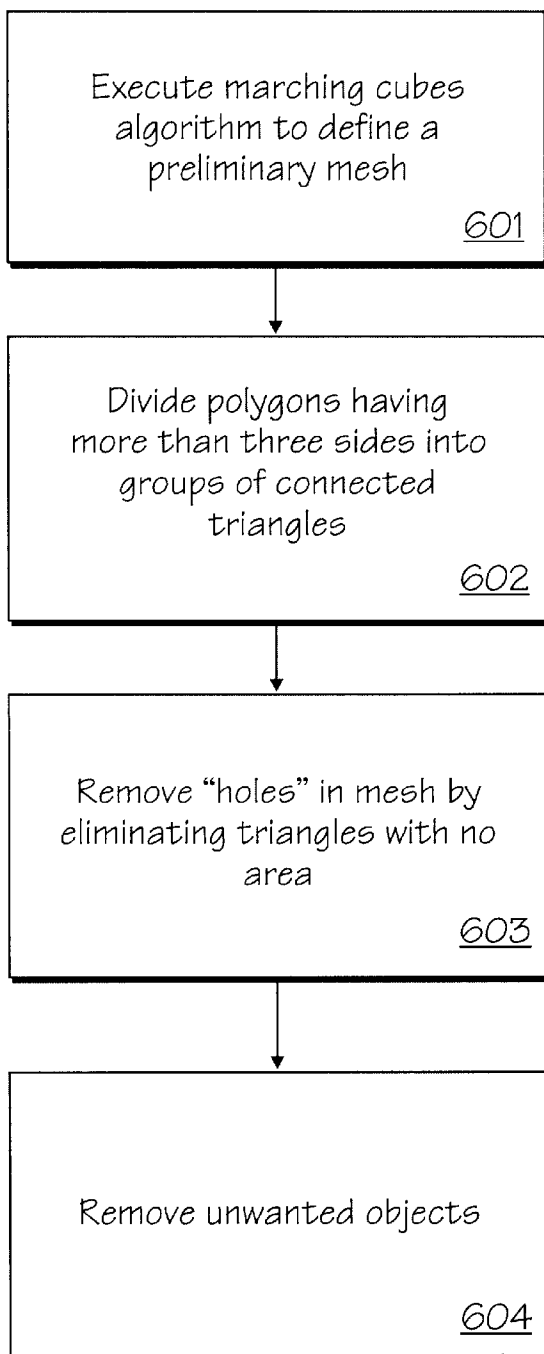 Execute marching cubes
algorithm to define a
preliminary mesh
601
Divide polygons having
more than three sides into
groups of connected
triangles
602
Remove “holes” in mesh by
eliminating triangles with no
area
603
Remove unwanted objects
604